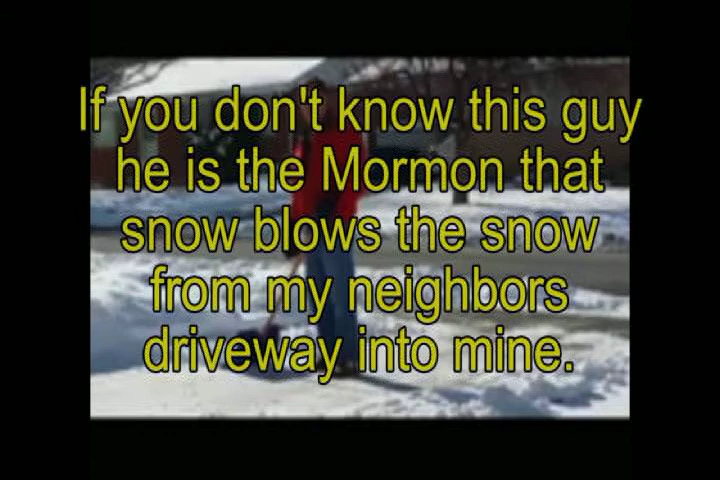 If you don't know this guy
he is the Mormon that
snow blows the snow
from my neighbors
driveway into mine.